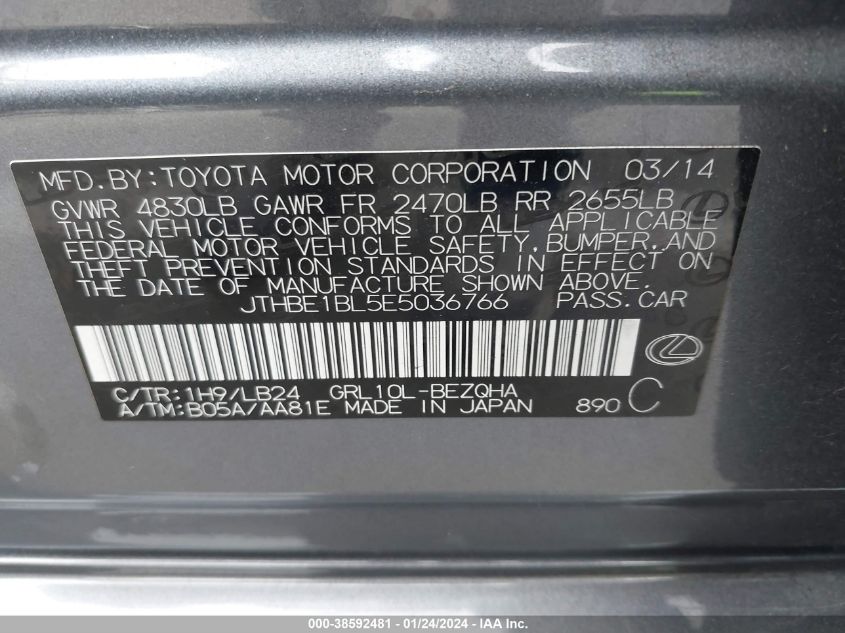 MFD.BY:TOYOTA MOTOR CORPORATION 03/14
GVWR 4830LB GAWR FR 2470LB RR 2655LB
THIS VEHICLE CONFORMS TO ALL APPLICABLE
FEDERAL MOTOR VEHICLE SAFETY,BUMPER,AND
THEFT PREVENTION STANDARDS IN EFFECT ON
THE DATE OF MANUFACTURE SHOWN ABOVE.
JTHBE1BL5E5036766 PASS.CAR
C/TR:1H9/LB24 GRL10L-BEZQHA
A/TM:B05A/AA81E MADE IN JAPAN 890 C
000-38592481 - 01/24/2024 - IAA Inc.